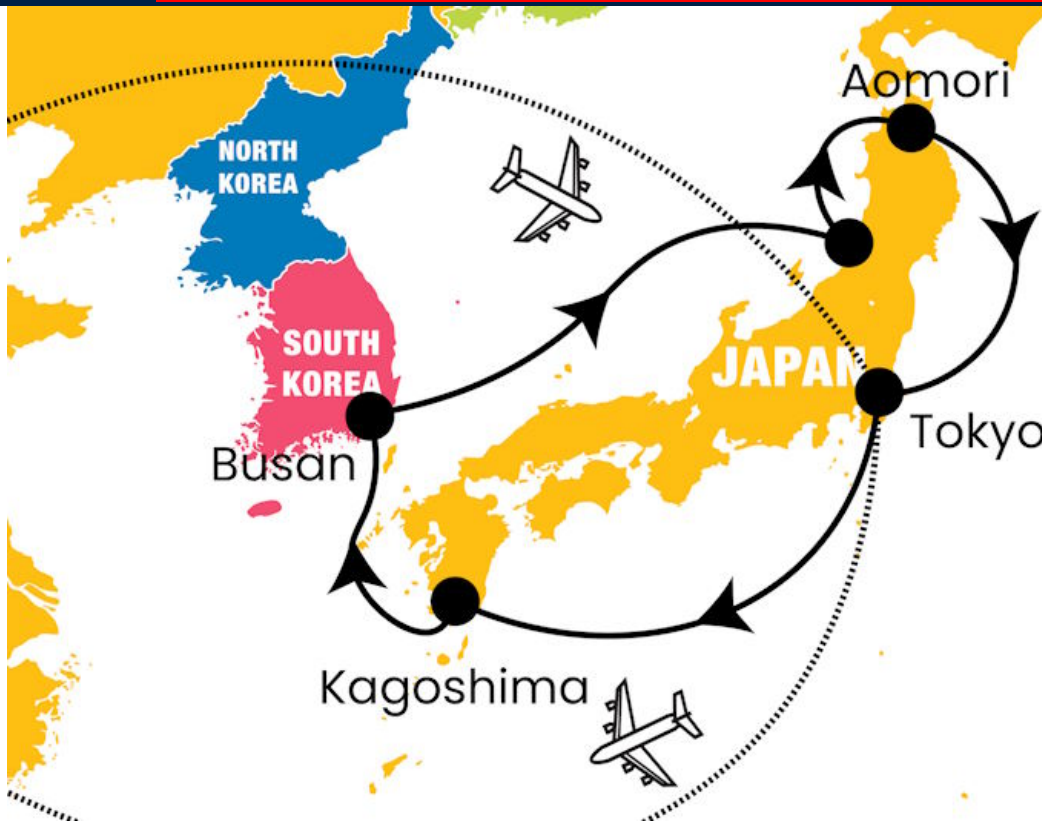 Aomori
NORTH
KOREA
SOUTH
KOREA
JAPAN
Tokyo
Busan
Kagoshima